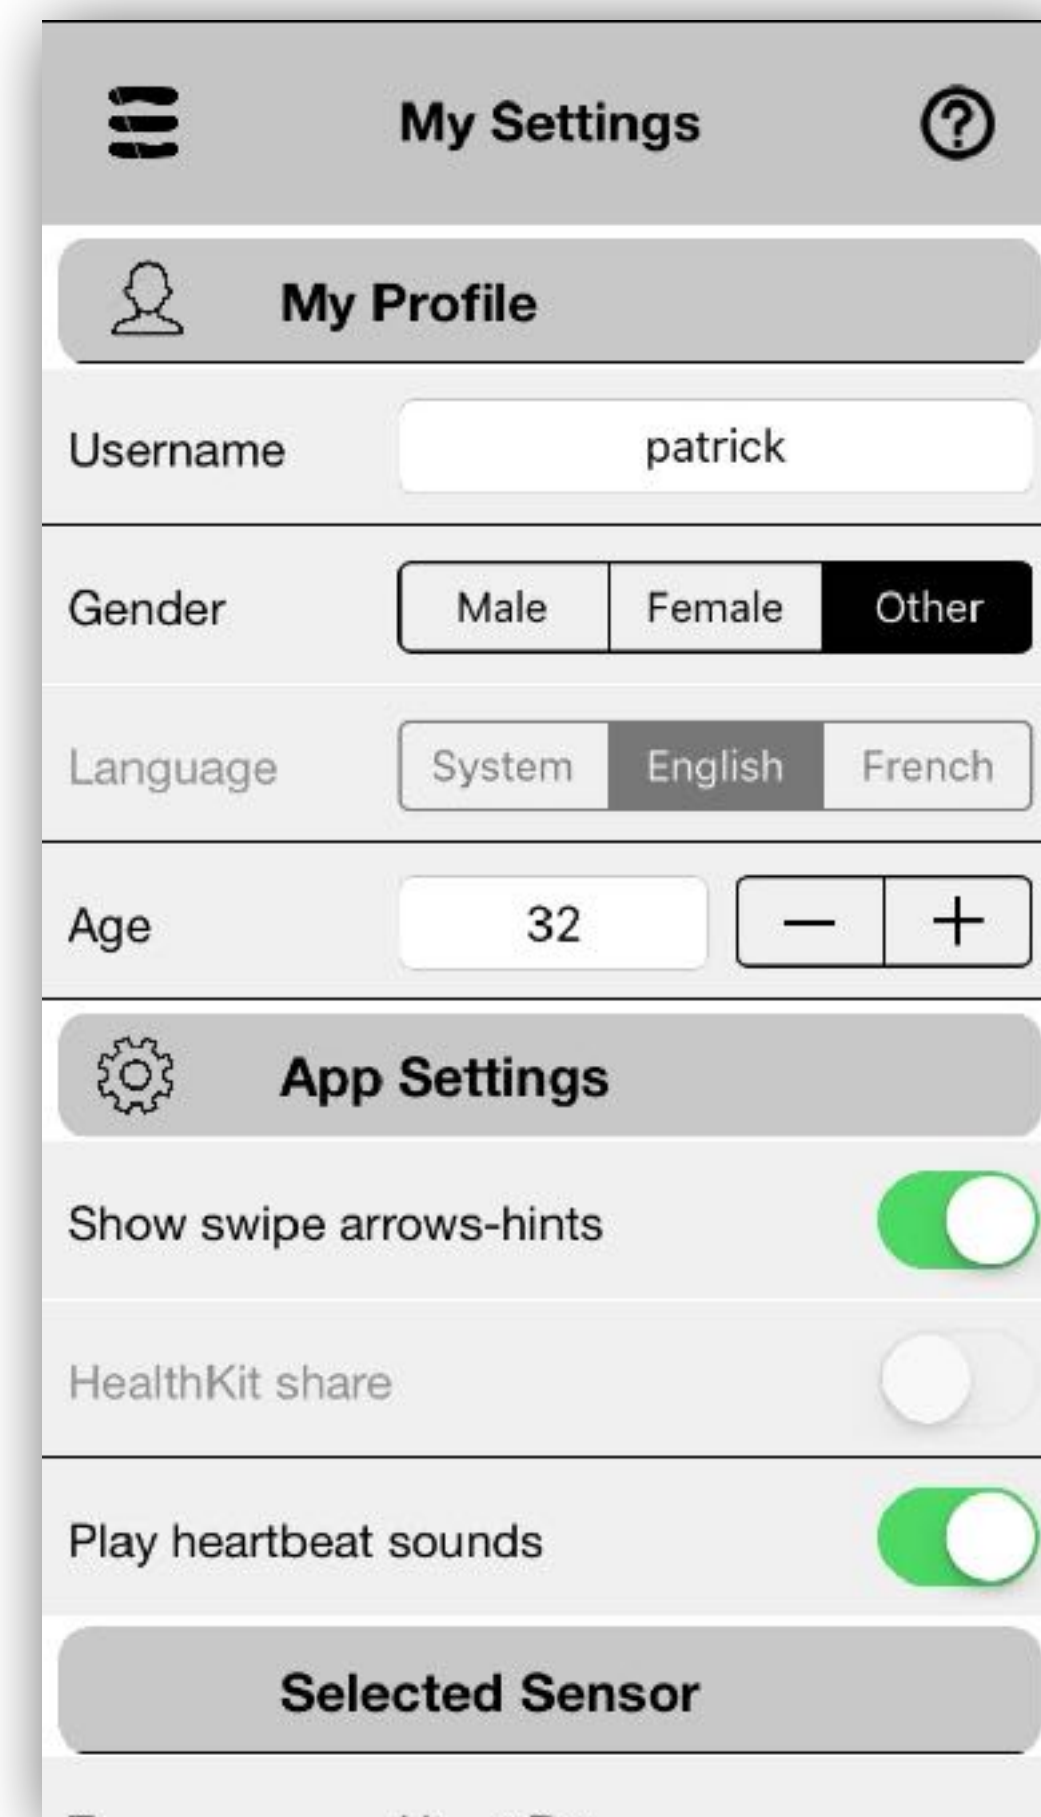 My Settings
My Profile
Username patrick
Gender Male Female Other
Language System English French
Age 32 − +
App Settings
Show swipe arrows-hints
HealthKit share
Play heartbeat sounds
Selected Sensor